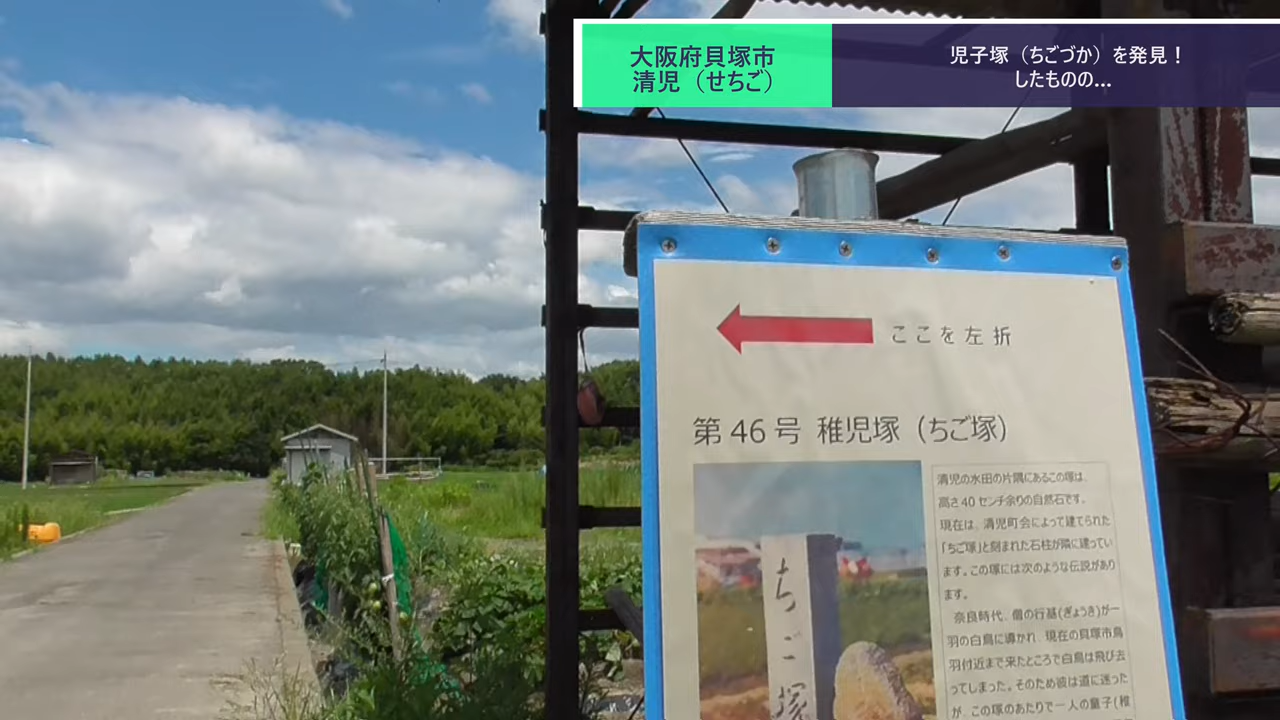 大阪府貝塚市
清児（せちご）
児子塚（ちごづか）を発見！
したものの…
ここを左折
第46号 稚児塚（ちご塚）
清児の水田の片隅にあるこの塚は、
高さ40センチ余りの自然石です。
現在は、清児町会によって建てられた
「ちご塚」と刻まれた石柱が隣に建ってい
ます。この塚には次のような伝説があり
ます。
奈良時代、僧の行基(ぎょうき)が一
羽の白鳥に導かれ、現在の貝塚市鳥
羽付近まで来たところで白鳥は飛び去
ってしまった。そのため彼は道に迷った
が、この塚のあたりで一人の童子(稚
ちご塚